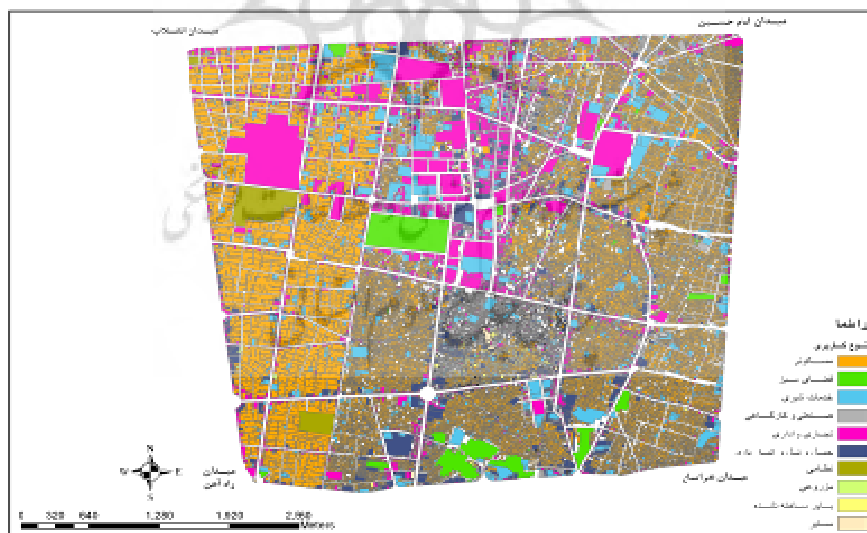 میدان انقلاب
میدان امام حسین
راهنما
نوع کاربری
مسکونی
فضای سبز
خدمات شهری
صنعتی و کارگاهی
تجاری و اداری
نظامی
مزروعی
سایر
N
W E
S
میدان
راه آهن
میدان خراسان
0 320 640 1,280 1,920 2,560
Meters